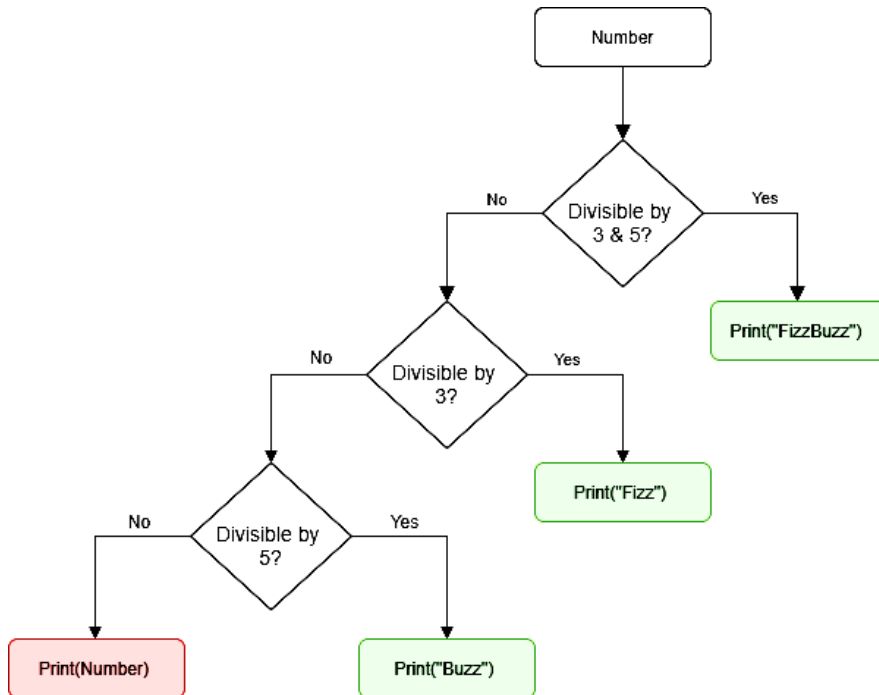 Number
No
Yes
Divisible by
3 & 5?
Print("FizzBuzz")
No
Yes
Divisible by
3?
Print("Fizz")
No
Yes
Divisible by
5?
Print(Number)
Print("Buzz")